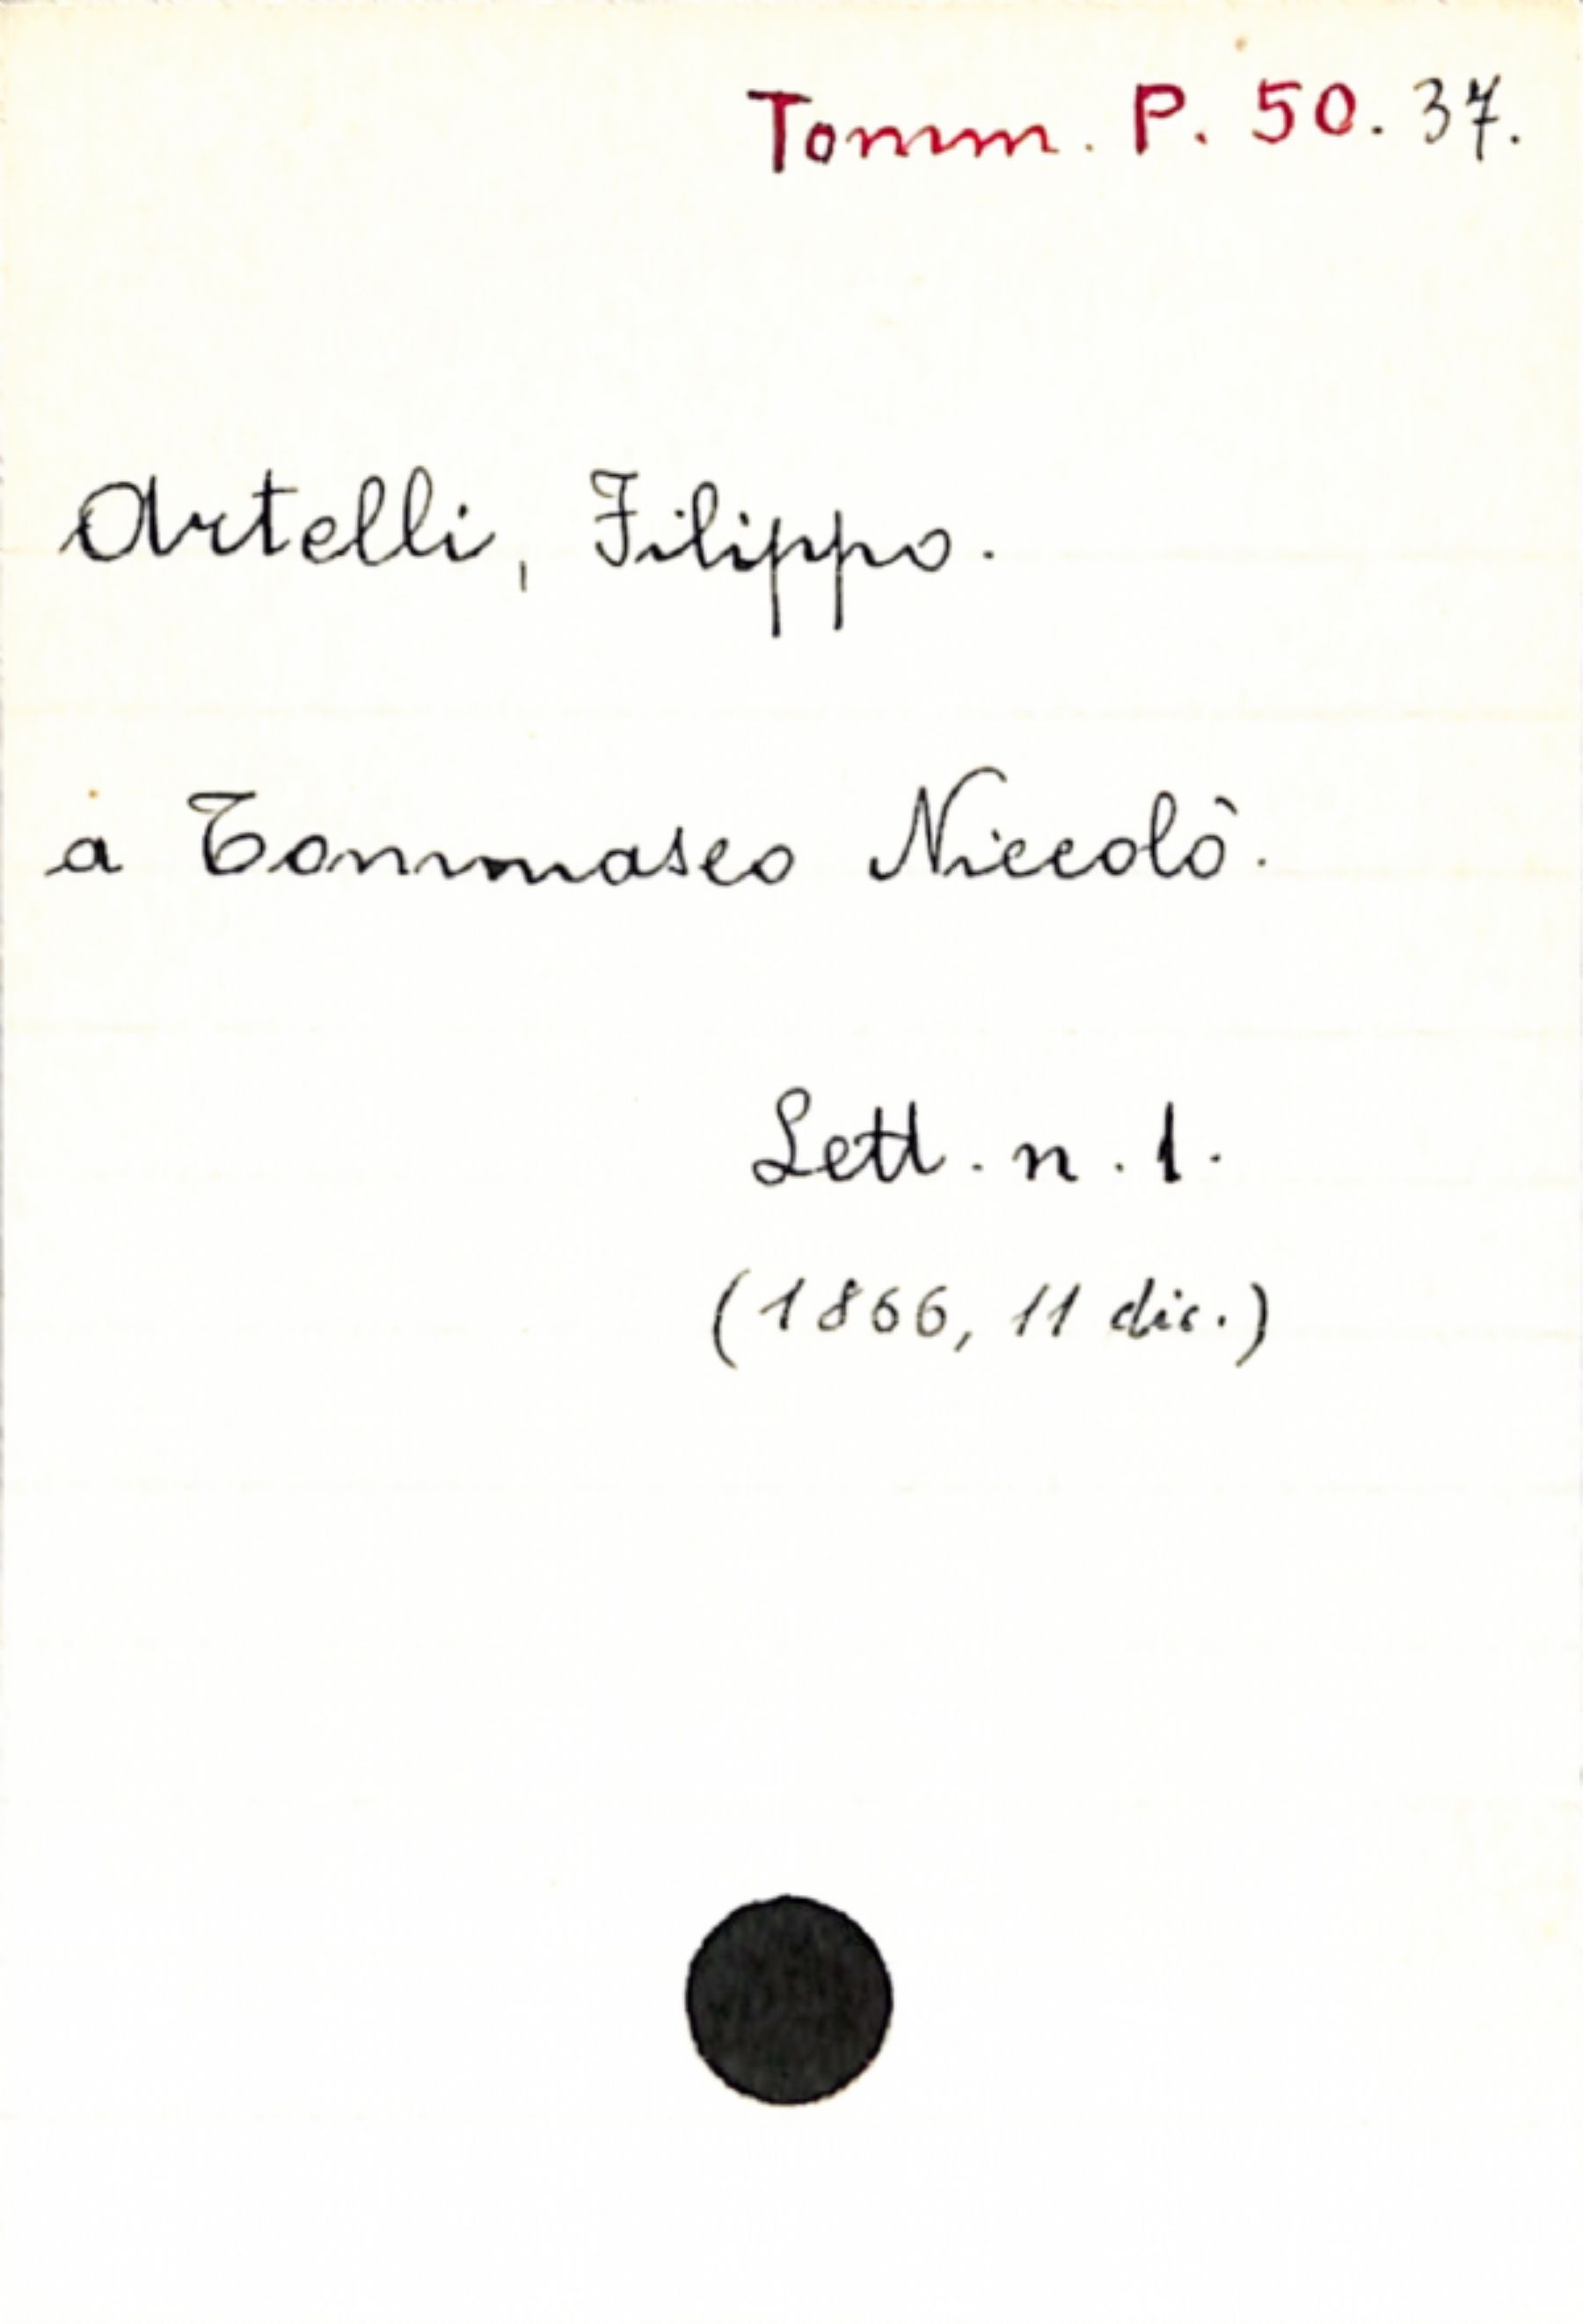 Tomm. P. 50. 37.
Artelli, Filippo.
a Tommaseo Niccolò.
Lett. n. 1.
(1866, 11 dic.)